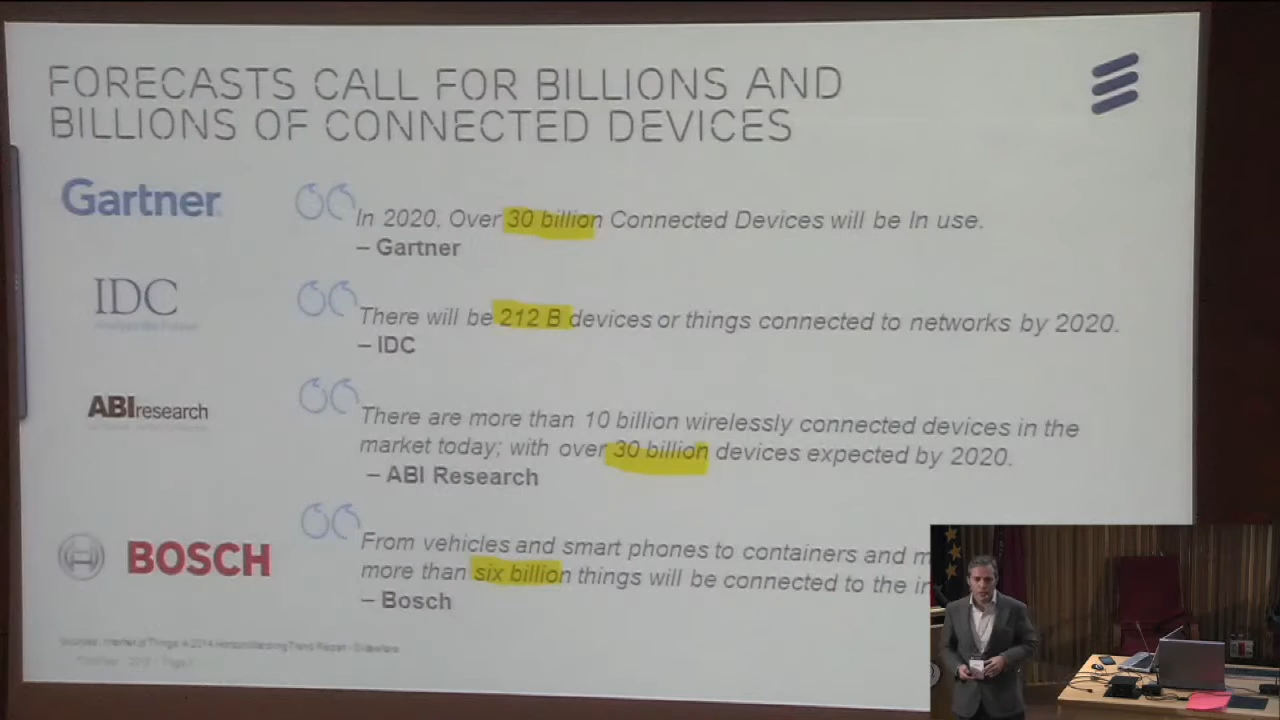 FORECASTS CALL FOR BILLIONS AND
BILLIONS OF CONNECTED DEVICES
Gartner
In 2020, Over 30 billion Connected Devices will be In use.
– Gartner
IDC
There will be 212 B devices or things connected to networks by 2020.
– IDC
ABIresearch
There are more than 10 billion wirelessly connected devices in the
market today; with over 30 billion devices expected by 2020.
– ABI Research
BOSCH
From vehicles and smart phones to containers and
more than six billion things will be connected to the
– Bosch